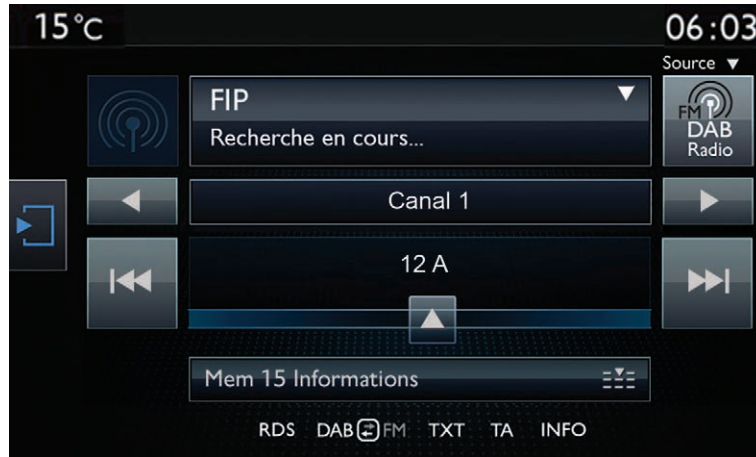 15°C
06:03
Source ▼
FIP
Recherche en cours...
FM
DAB
Radio
Canal 1
12 A
Mem 15 Informations
RDS DAB FM TXT TA INFO